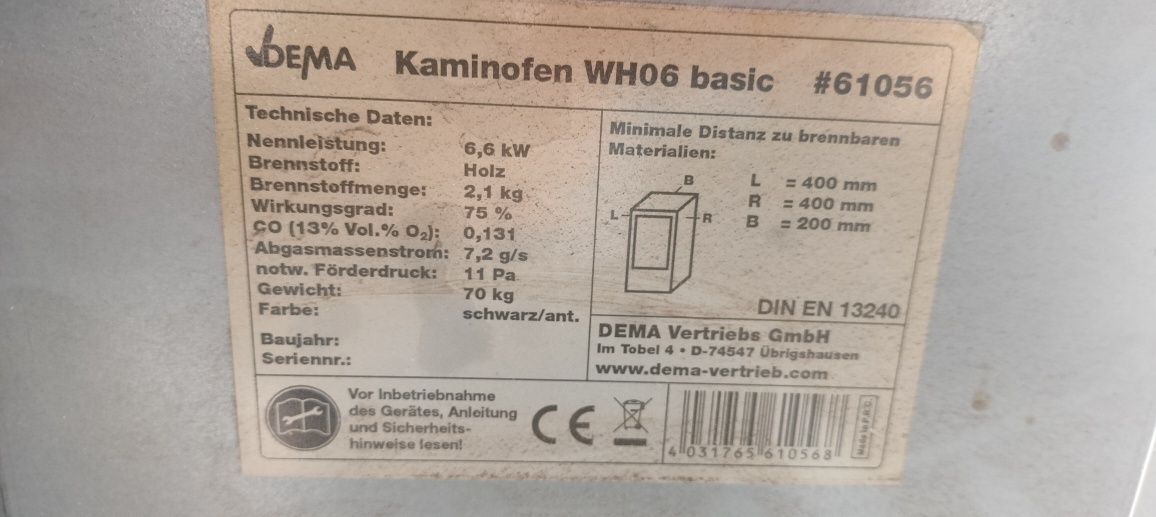 DEMA Kaminofen WH06 basic #61056
Technische Daten:
Nennleistung: 6,6 kW
Brennstoff: Holz
Brennstoffmenge: 2,1 kg
Wirkungsgrad: 75 %
CO (13% Vol.% O₂): 0,131
Abgasmassenstrom: 7,2 g/s
notw. Förderdruck: 11 Pa
Gewicht: 70 kg
Farbe: schwarz/ant.
Baujahr:
Seriennr.:
Minimale Distanz zu brennbaren
Materialien:
B
L
R
L = 400 mm
R = 400 mm
B = 200 mm
DIN EN 13240
DEMA Vertriebs GmbH
Im Tobel 4 • D-74547 Übrigshausen
www.dema-vertrieb.com
Vor Inbetriebnahme
des Gerätes, Anleitung
und Sicherheits-
hinweise lesen!
CE
4 031765 610568
Made in P.R.C.